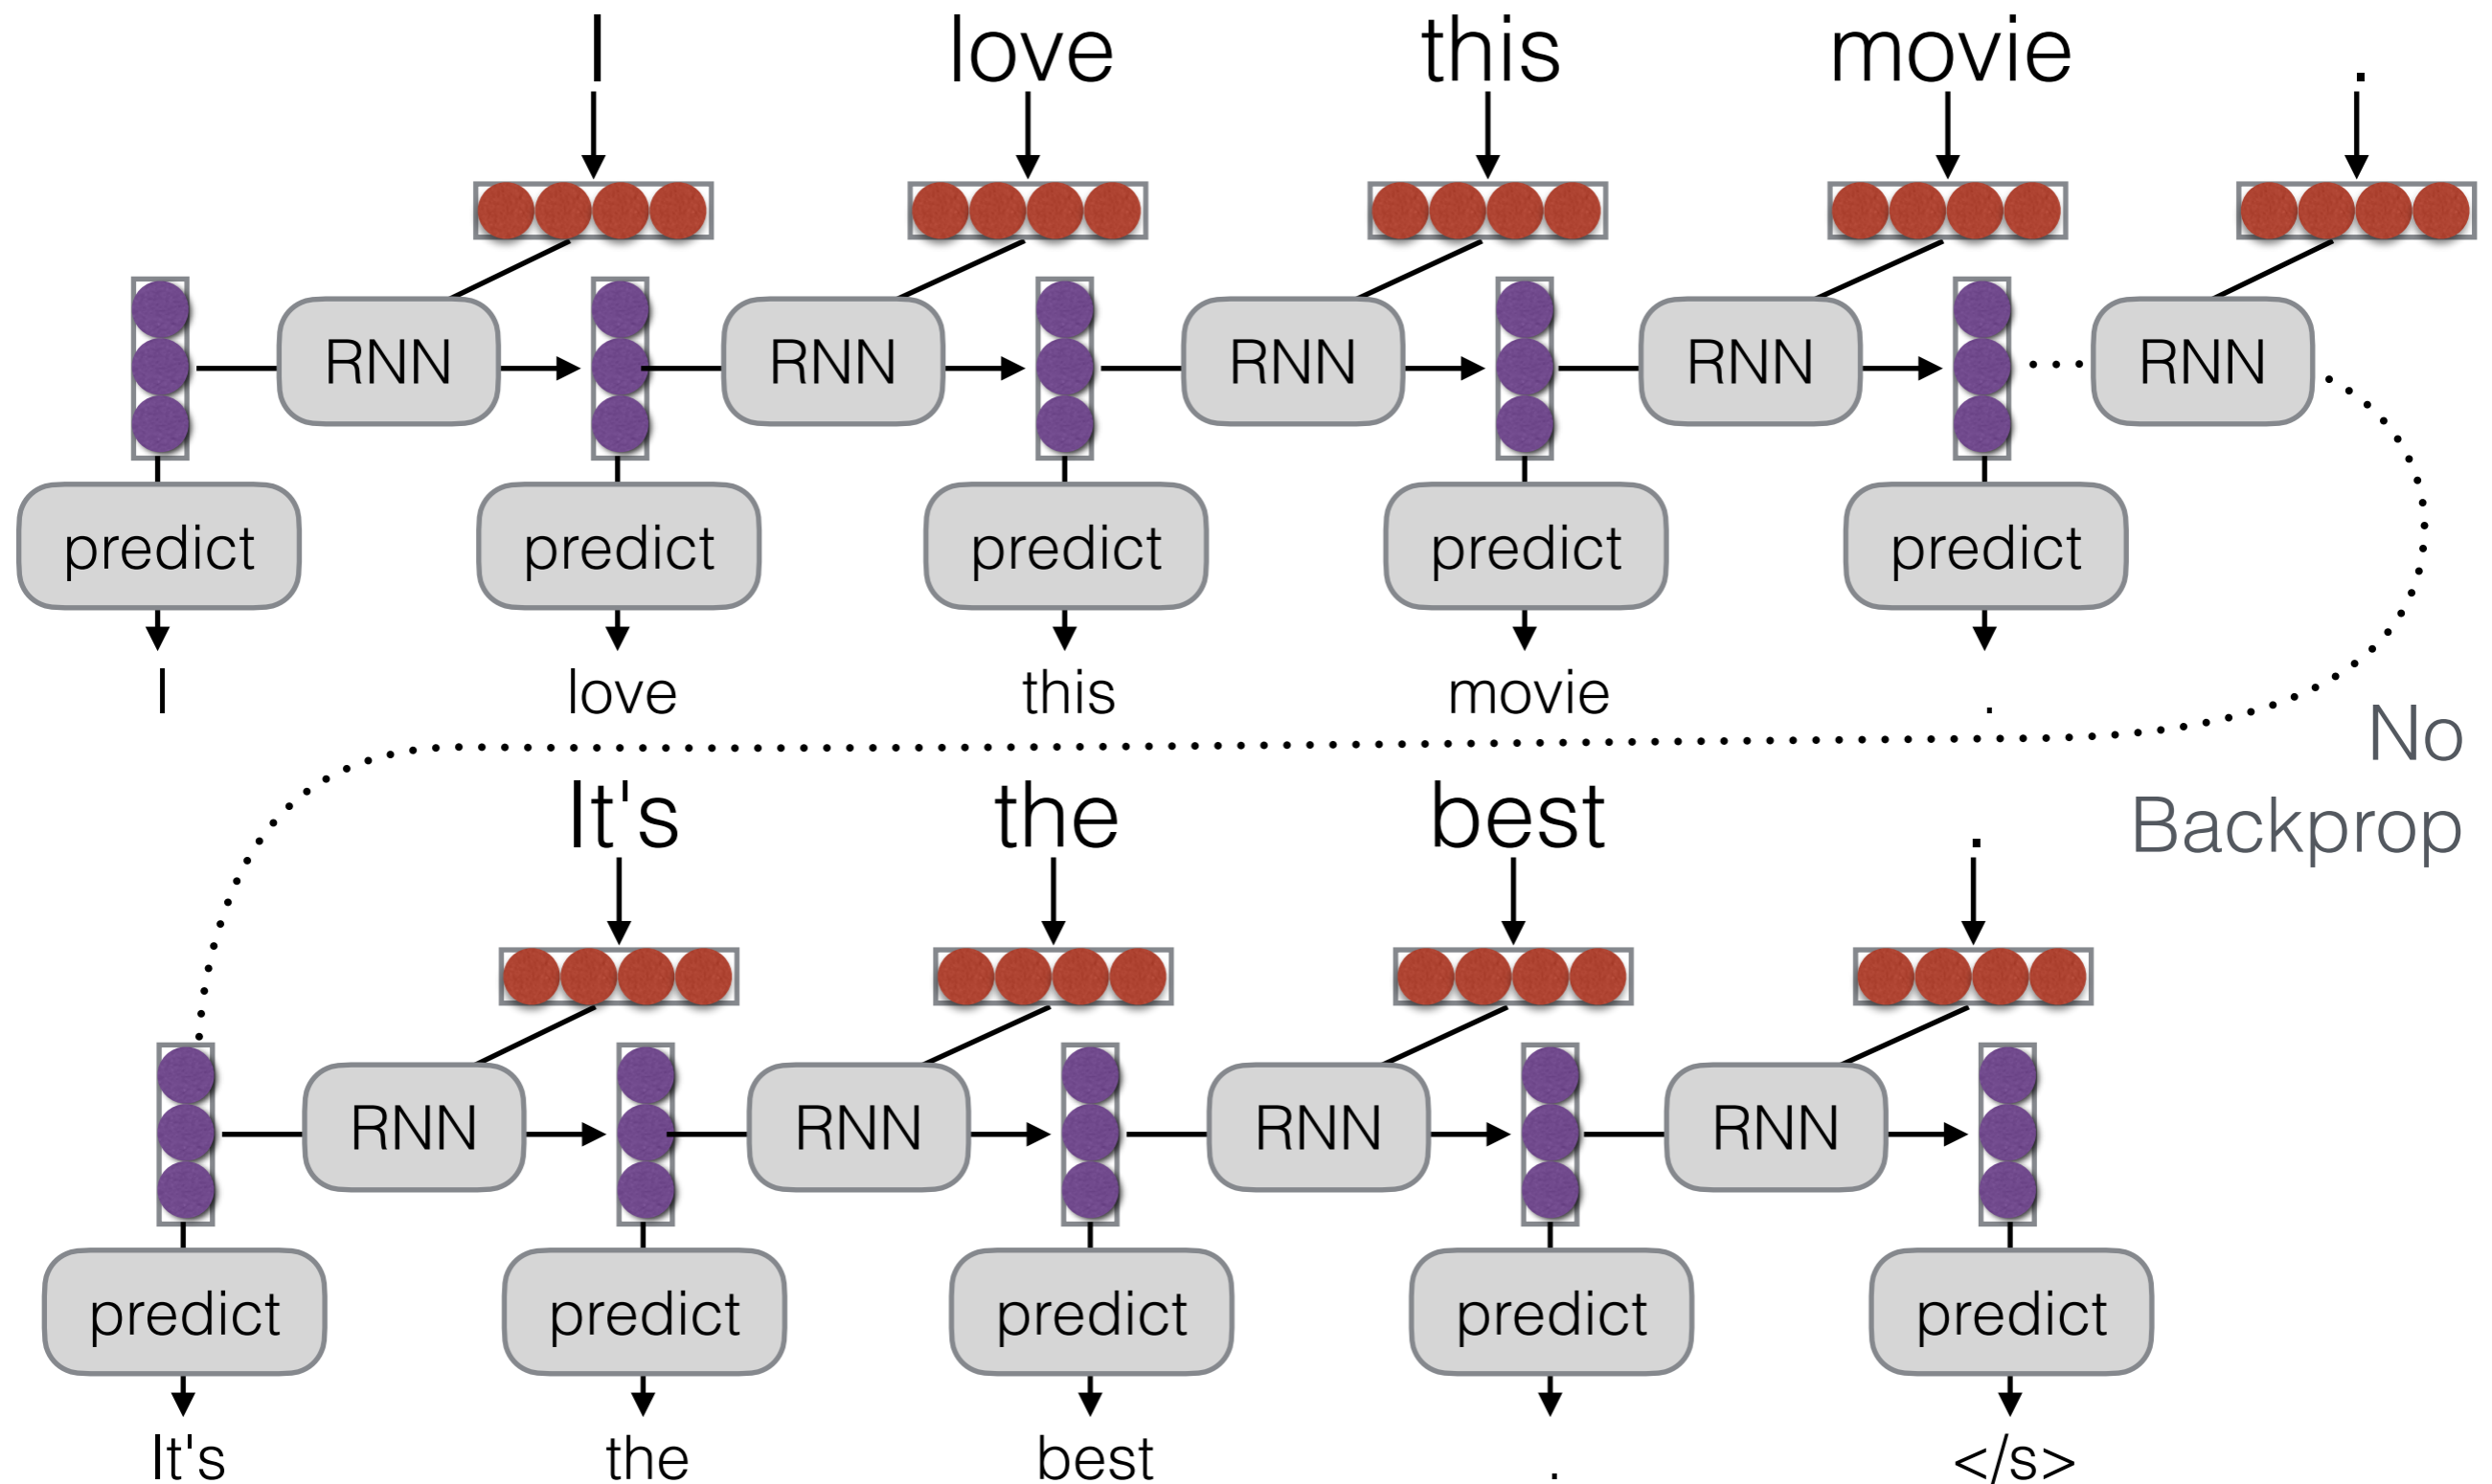 I love this movie .
RNN RNN RNN RNN RNN
predict predict predict predict predict
I love this movie .
No
Backprop
It's the best .
RNN RNN RNN RNN
predict predict predict predict predict
It's the best . </s>